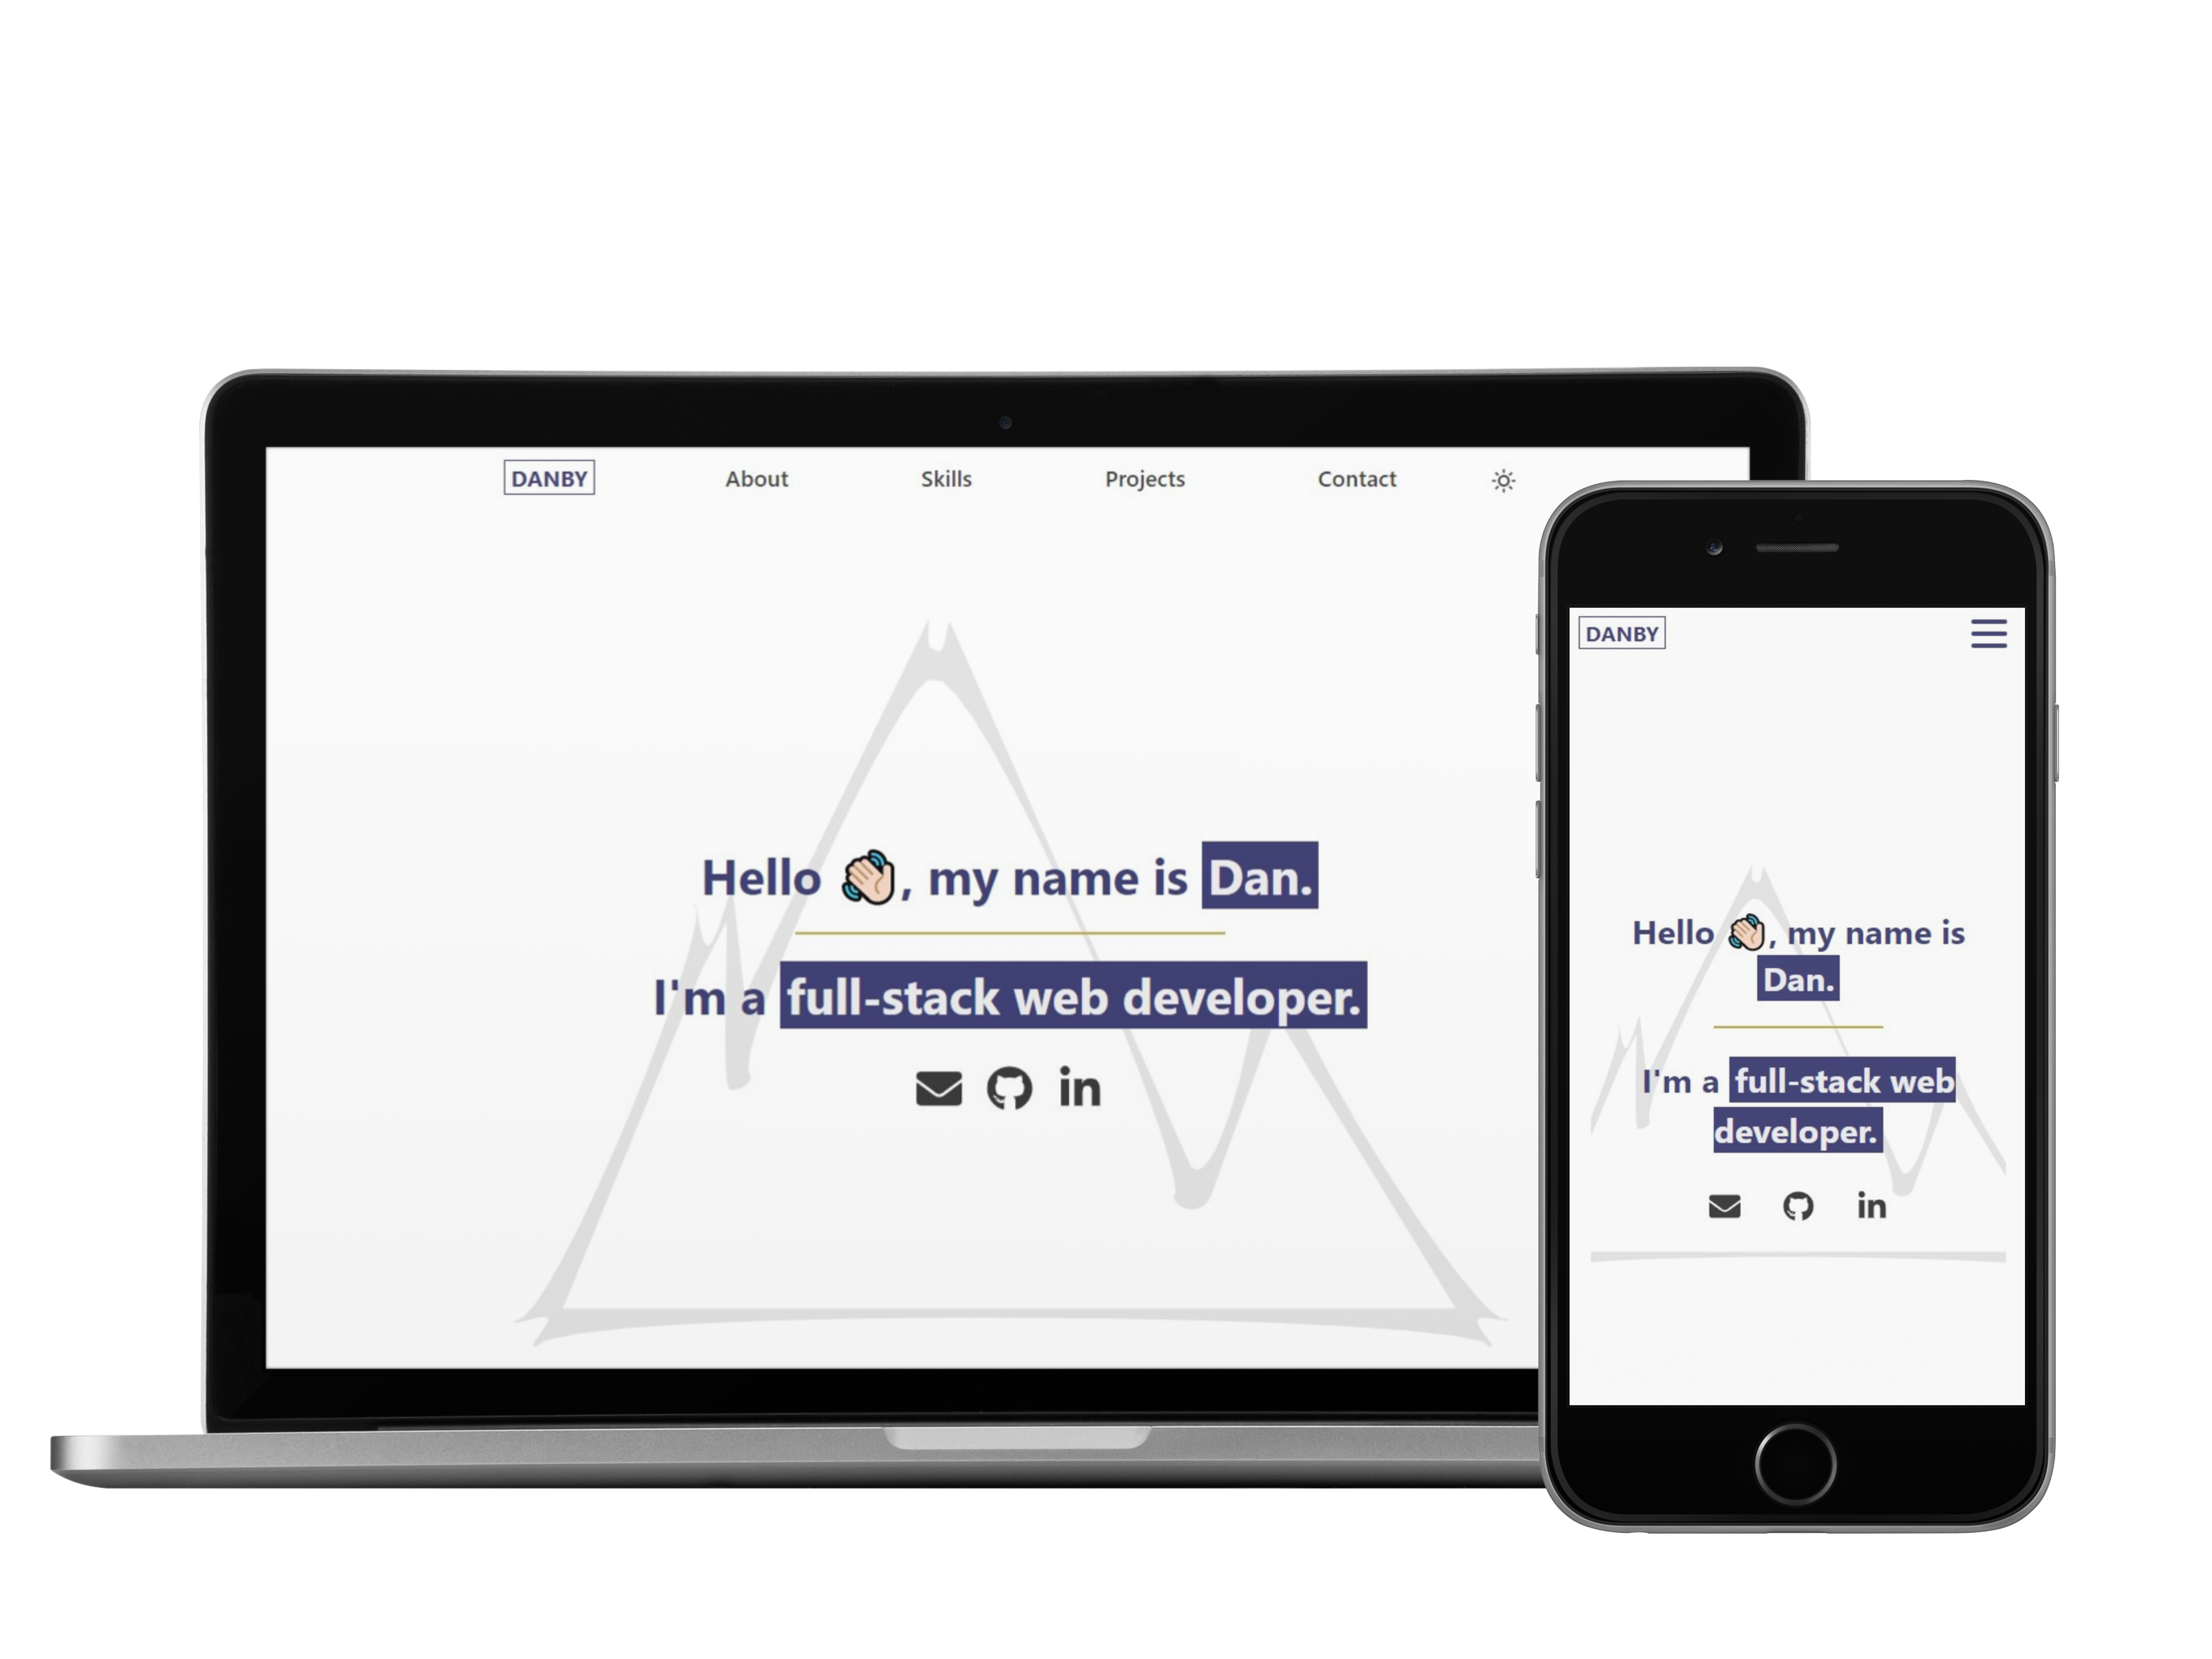 DANBY About Skills Projects Contact
Hello 👋🏻, my name is Dan.
I'm a full-stack web developer.
in
DANBY
Hello 👋🏻, my name is
Dan.
I'm a full-stack web
developer.
in